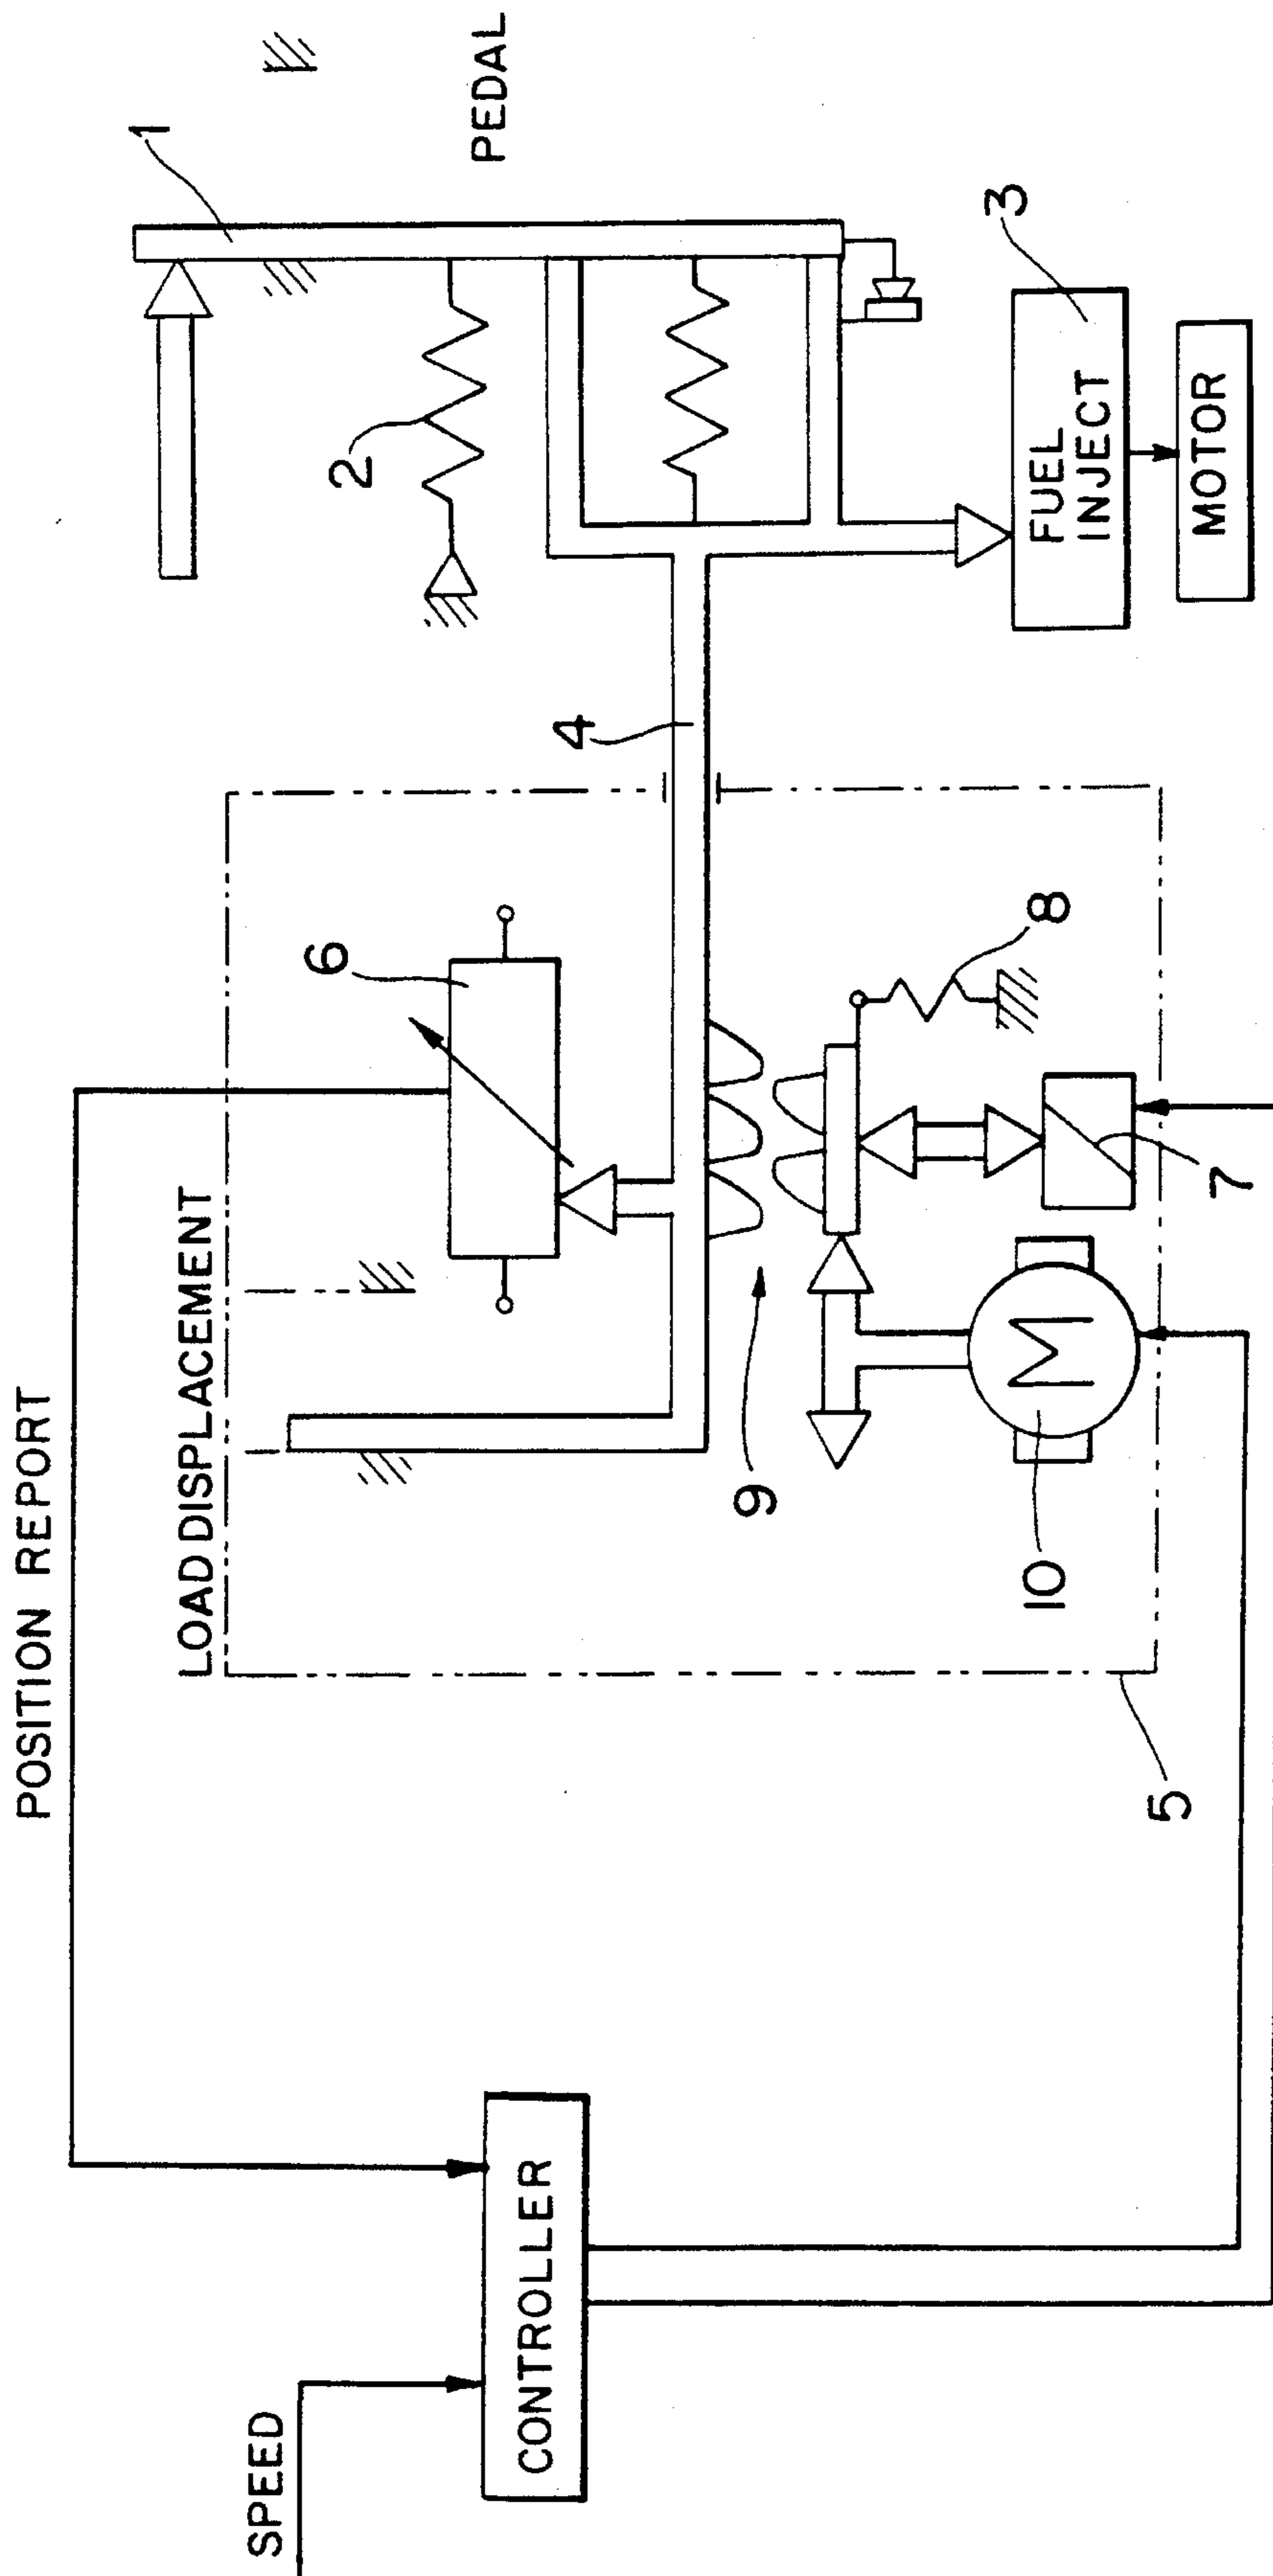 POSITION REPORT
LOAD DISPLACEMENT
SPEED
CONTROLLER
PEDAL
1
2
3
4
5
6
7
8
9
10
M
FUEL
INJECT
MOTOR